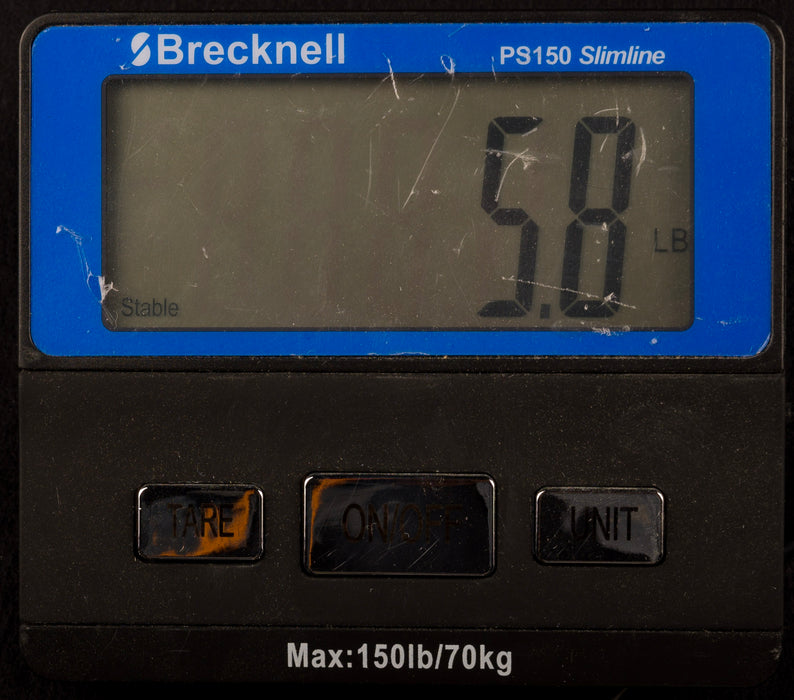 Brecknell PS150 Slimline
5.8 LB
Stable
TARE ON/OFF UNIT
Max:150lb/70kg